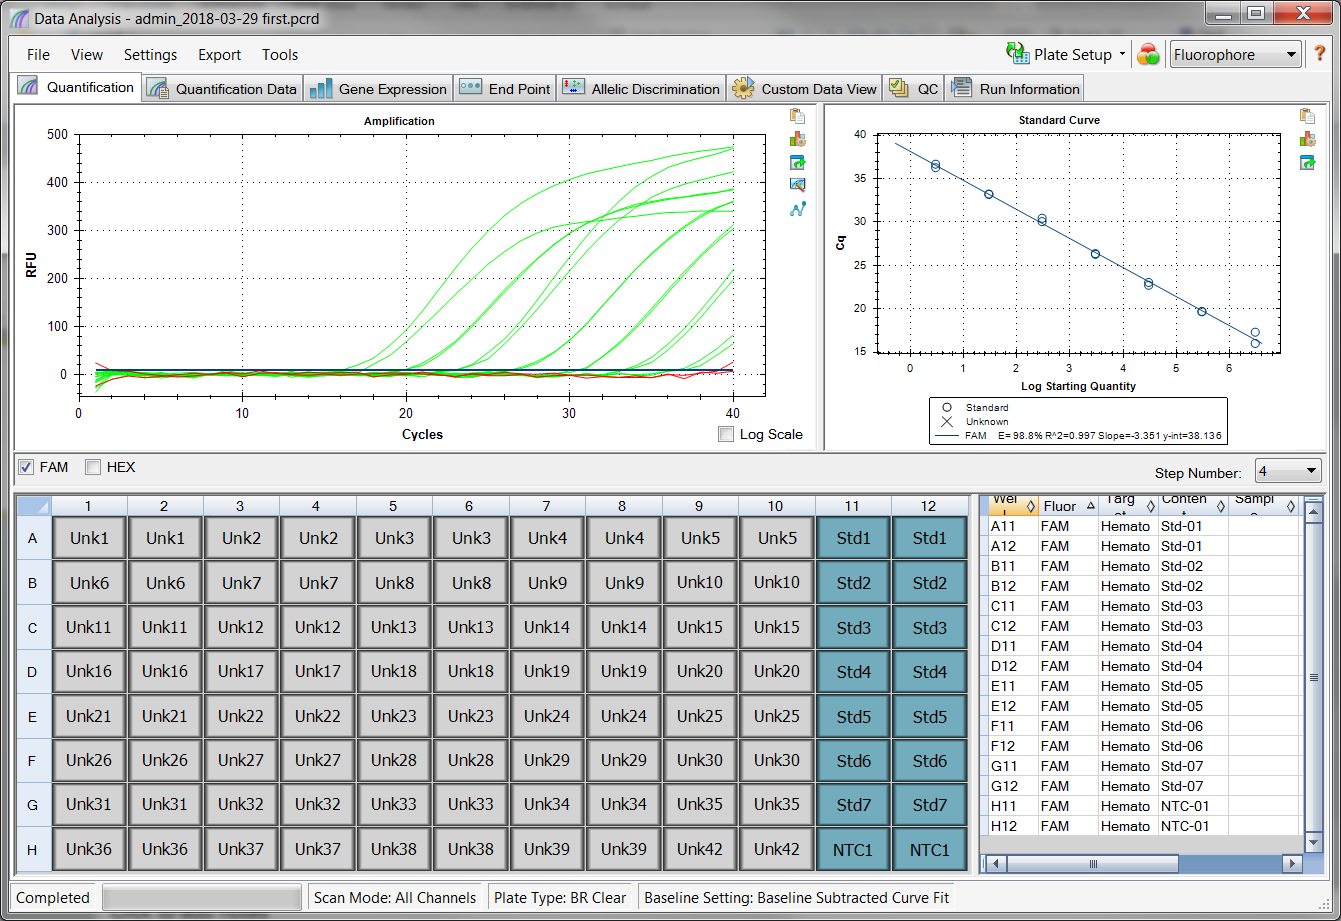 Data Analysis - admin_2018-03-29 first.pcrd
File View Settings Export Tools Plate Setup Fluorophore ?
Quantification Quantification Data Gene Expression End Point Allelic Discrimination Custom Data View QC Run Information
Amplification
500
400
300
200
100
0
RFU
0 10 20 30 40
Cycles
Log Scale
Standard Curve
40
35
30
25
20
15
Cq
0 1 2 3 4 5 6
Log Starting Quantity
Standard
Unknown
FAM E= 98.8% R^2=0.997 Slope=-3.351 y-int=38.136
FAM HEX
Step Number: 4
1 2 3 4 5 6 7 8 9 10 11 12
A Unk1 Unk1 Unk2 Unk2 Unk3 Unk3 Unk4 Unk4 Unk5 Unk5 Std1 Std1
B Unk6 Unk6 Unk7 Unk7 Unk8 Unk8 Unk9 Unk9 Unk10 Unk10 Std2 Std2
C Unk11 Unk11 Unk12 Unk12 Unk13 Unk13 Unk14 Unk14 Unk15 Unk15 Std3 Std3
D Unk16 Unk16 Unk17 Unk17 Unk18 Unk18 Unk19 Unk19 Unk20 Unk20 Std4 Std4
E Unk21 Unk21 Unk22 Unk22 Unk23 Unk23 Unk24 Unk24 Unk25 Unk25 Std5 Std5
F Unk26 Unk26 Unk27 Unk27 Unk28 Unk28 Unk29 Unk29 Unk30 Unk30 Std6 Std6
G Unk31 Unk31 Unk32 Unk32 Unk33 Unk33 Unk34 Unk34 Unk35 Unk35 Std7 Std7
H Unk36 Unk36 Unk37 Unk37 Unk38 Unk38 Unk39 Unk39 Unk42 Unk42 NTC1 NTC1
Fluor
A11 FAM Hemato Std-01
A12 FAM Hemato Std-01
B11 FAM Hemato Std-02
B12 FAM Hemato Std-02
C11 FAM Hemato Std-03
C12 FAM Hemato Std-03
D11 FAM Hemato Std-04
D12 FAM Hemato Std-04
E11 FAM Hemato Std-05
E12 FAM Hemato Std-05
F11 FAM Hemato Std-06
F12 FAM Hemato Std-06
G11 FAM Hemato Std-07
G12 FAM Hemato Std-07
H11 FAM Hemato NTC-01
H12 FAM Hemato NTC-01
Completed Scan Mode: All Channels Plate Type: BR Clear Baseline Setting: Baseline Subtracted Curve Fit